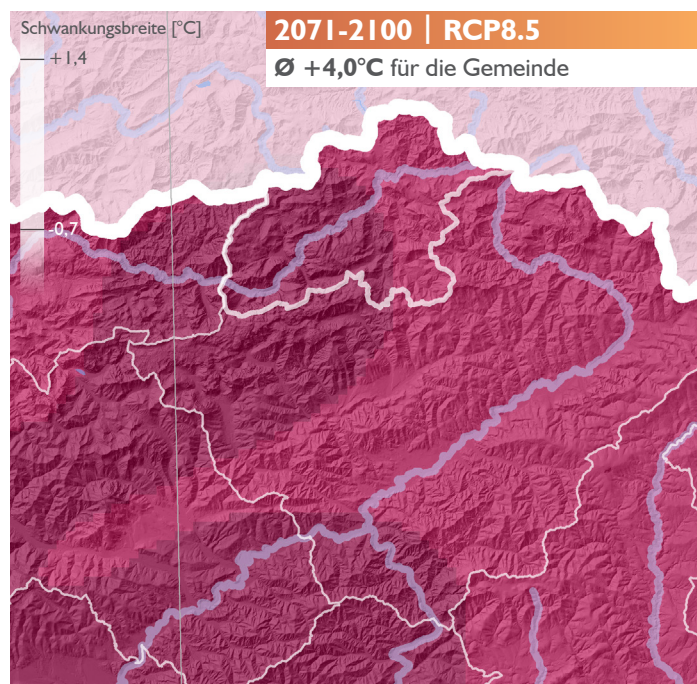 Schwankungsbreite [°C]
+1,4
-0,7
2071-2100 | RCP8.5
Ø +4,0°C für die Gemeinde